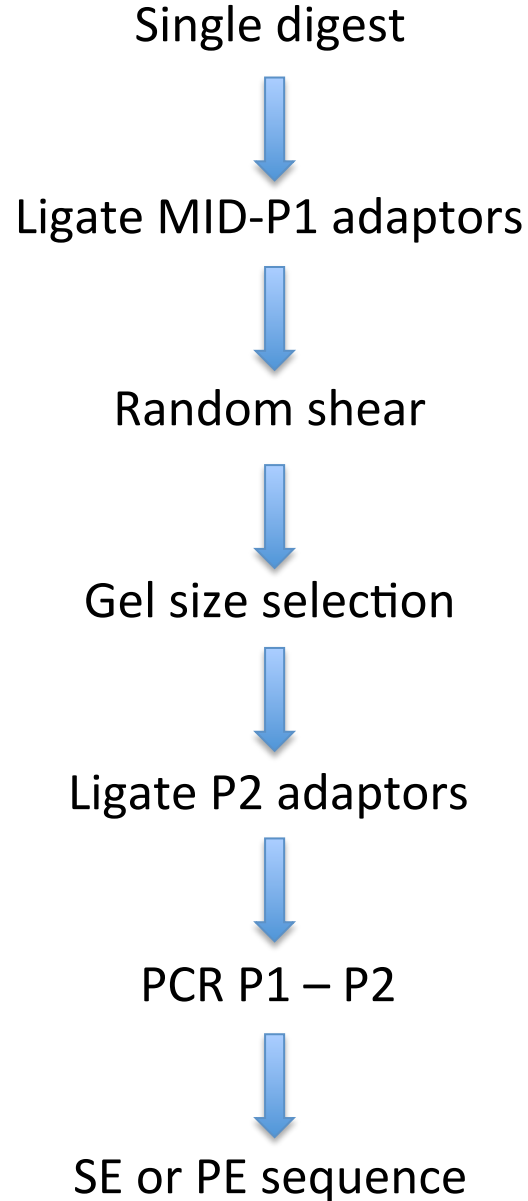 Single digest
Ligate MID-P1 adaptors
Random shear
Gel size selection
Ligate P2 adaptors
PCR P1 – P2
SE or PE sequence